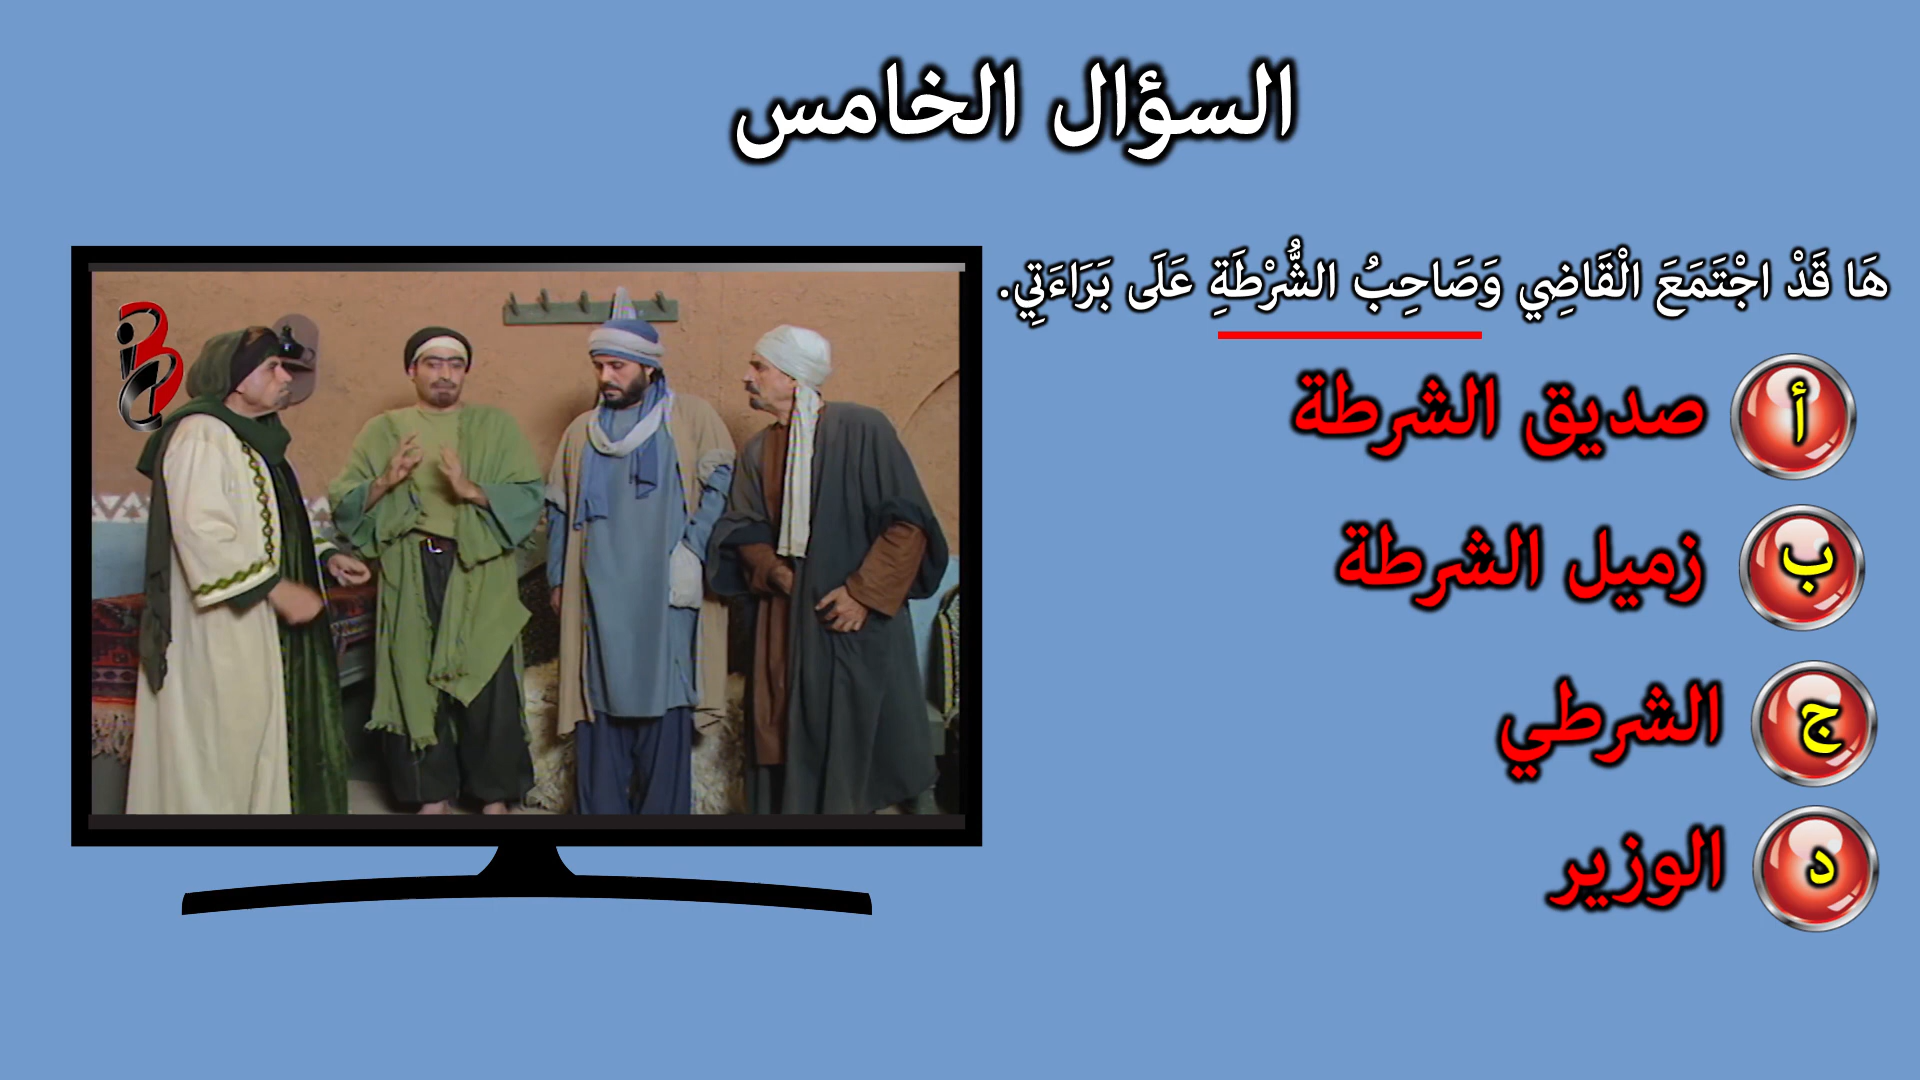 السؤال الخامس
هَا قَدْ اجْتَمَعَ الْقَاضِي وَصَاحِبُ الشُّرْطَةِ عَلَى بَرَاءَتِي.
أ صديق الشرطة
ب زميل الشرطة
ج الشرطي
د الوزير